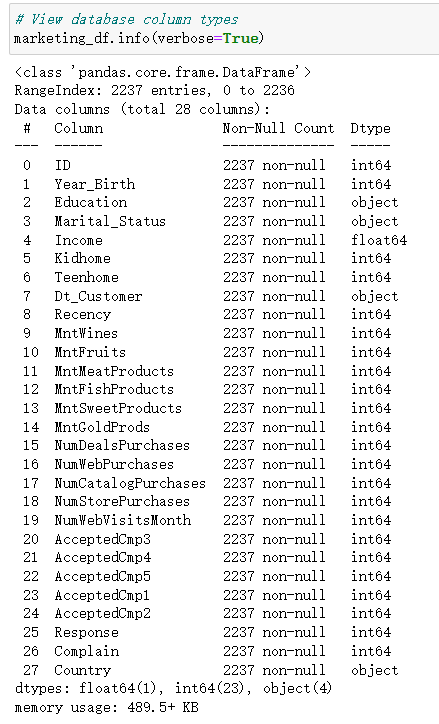 # View database column types
marketing_df.info(verbose=True)
<class 'pandas.core.frame.DataFrame'>
RangeIndex: 2237 entries, 0 to 2236
Data columns (total 28 columns):
 #   Column               Non-Null Count  Dtype
---  ------               --------------  -----
 0   ID                   2237 non-null   int64
 1   Year_Birth           2237 non-null   int64
 2   Education            2237 non-null   object
 3   Marital_Status       2237 non-null   object
 4   Income               2237 non-null   float64
 5   Kidhome              2237 non-null   int64
 6   Teenhome             2237 non-null   int64
 7   Dt_Customer          2237 non-null   object
 8   Recency              2237 non-null   int64
 9   MntWines             2237 non-null   int64
 10  MntFruits            2237 non-null   int64
 11  MntMeatProducts      2237 non-null   int64
 12  MntFishProducts      2237 non-null   int64
 13  MntSweetProducts     2237 non-null   int64
 14  MntGoldProds         2237 non-null   int64
 15  NumDealsPurchases    2237 non-null   int64
 16  NumWebPurchases      2237 non-null   int64
 17  NumCatalogPurchases  2237 non-null   int64
 18  NumStorePurchases    2237 non-null   int64
 19  NumWebVisitsMonth    2237 non-null   int64
 20  AcceptedCmp3         2237 non-null   int64
 21  AcceptedCmp4         2237 non-null   int64
 22  AcceptedCmp5         2237 non-null   int64
 23  AcceptedCmp1         2237 non-null   int64
 24  AcceptedCmp2         2237 non-null   int64
 25  Response             2237 non-null   int64
 26  Complain             2237 non-null   int64
 27  Country              2237 non-null   object
dtypes: float64(1), int64(23), object(4)
memory usage: 489.5+ KB